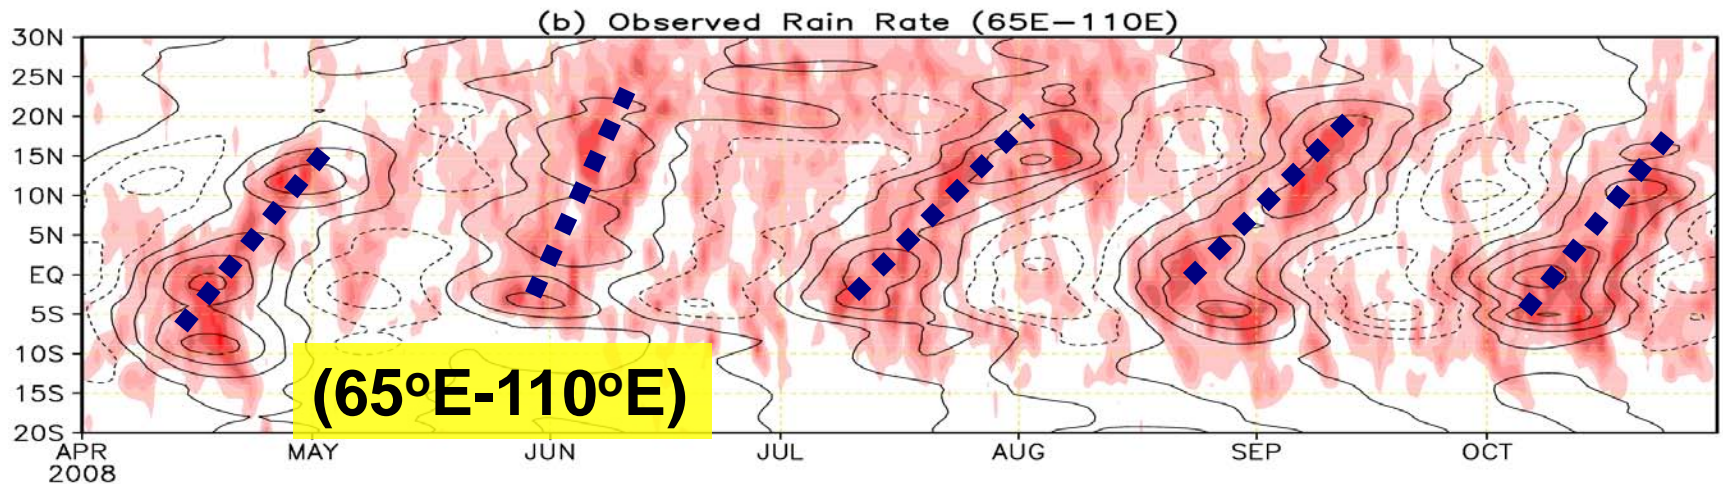 (b) Observed Rain Rate (65E−110E)
30N
25N
20N
15N
10N
5N
EQ
5S
10S
15S
20S
(65ºE-110ºE)
APR MAY JUN JUL AUG SEP OCT
2008